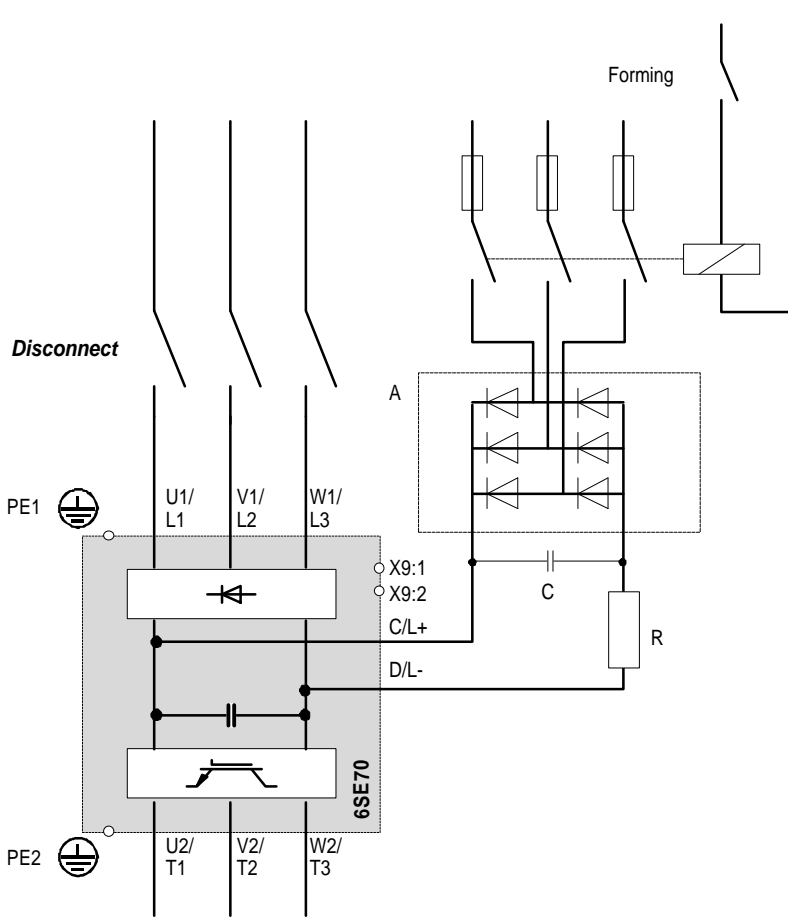 Forming
Disconnect
A
PE1
U1/
L1
V1/
L2
W1/
L3
X9:1
X9:2
C
C/L+
R
D/L-
6SE70
PE2
U2/
T1
V2/
T2
W2/
T3